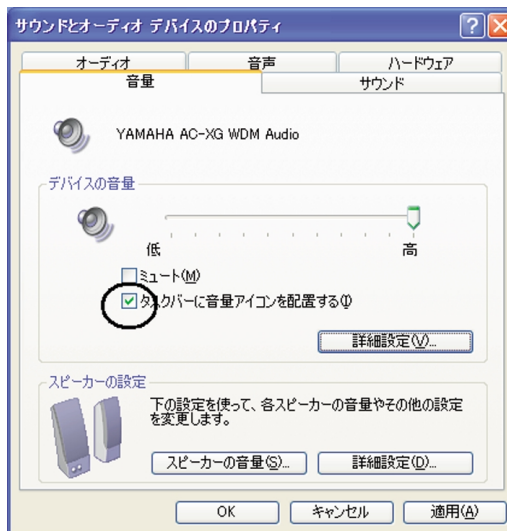 サウンドとオーディオ デバイスのプロパティ
オーディオ 音声 ハードウェア
音量 サウンド
YAMAHA AC-XG WDM Audio
デバイスの音量
低 高
ミュート(M)
タスクバーに音量アイコンを配置する(I)
詳細設定(V)...
スピーカーの設定
下の設定を使って、各スピーカーの音量やその他の設定
を変更します。
スピーカーの音量(S)... 詳細設定(D)...
OK キャンセル 適用(A)